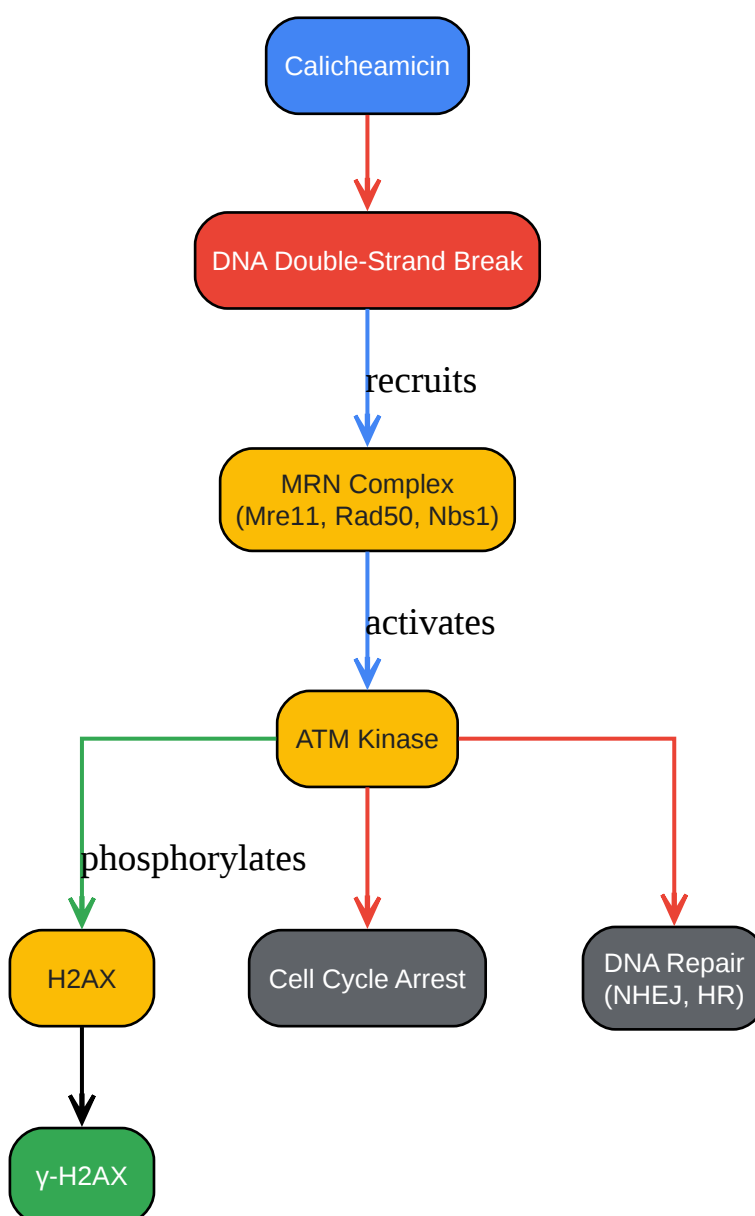 Calicheamicin
DNA Double-Strand Break
recruits
MRN Complex
(Mre11, Rad50, Nbs1)
activates
ATM Kinase
phosphorylates
H2AX
Cell Cycle Arrest
DNA Repair
(NHEJ, HR)
γ-H2AX